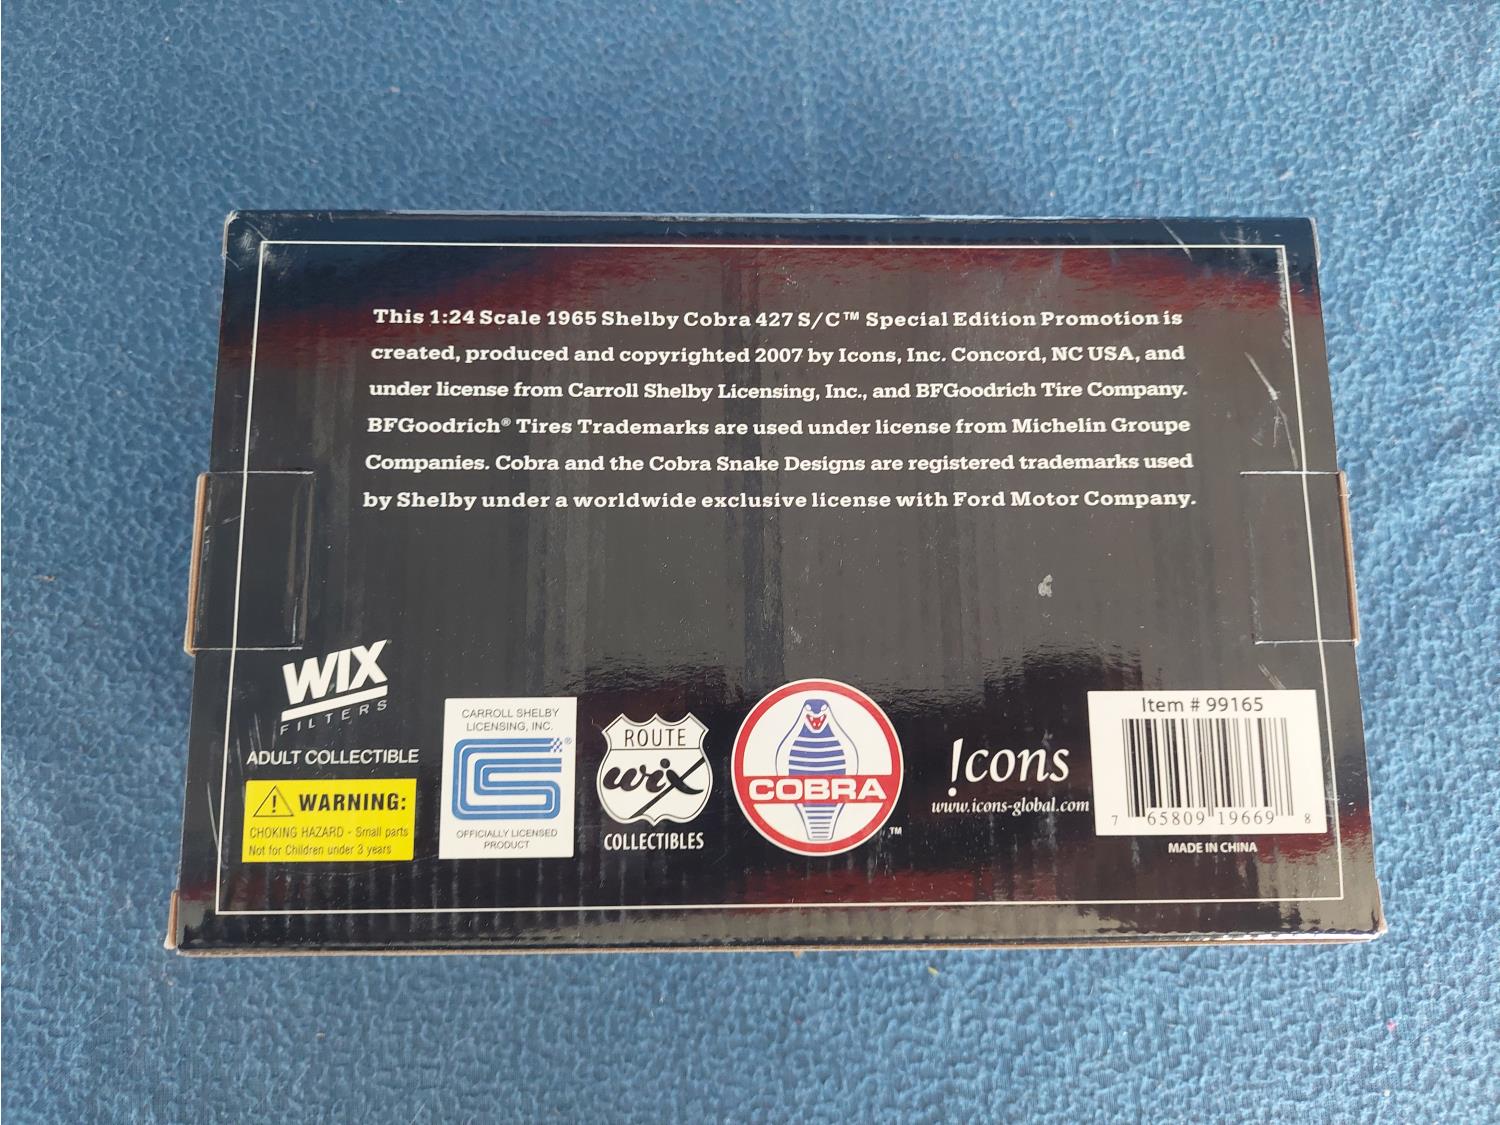 This 1:24 Scale 1965 Shelby Cobra 427 S/C™ Special Edition Promotion is
created, produced and copyrighted 2007 by Icons, Inc. Concord, NC USA, and
under license from Carroll Shelby Licensing, Inc., and BFGoodrich Tire Company.
BFGoodrich® Tires Trademarks are used under license from Michelin Groupe
Companies. Cobra and the Cobra Snake Designs are registered trademarks used
by Shelby under a worldwide exclusive license with Ford Motor Company.
WIX
FILTERS
ADULT COLLECTIBLE
WARNING:
CHOKING HAZARD - Small parts
Not for Children under 3 years
CARROLL SHELBY
LICENSING, INC.
CS®
OFFICIALLY LICENSED
PRODUCT
ROUTE
wix
COLLECTIBLES
COBRA
™
!cons
www.icons-global.com
Item # 99165
7 65809 19669 8
MADE IN CHINA